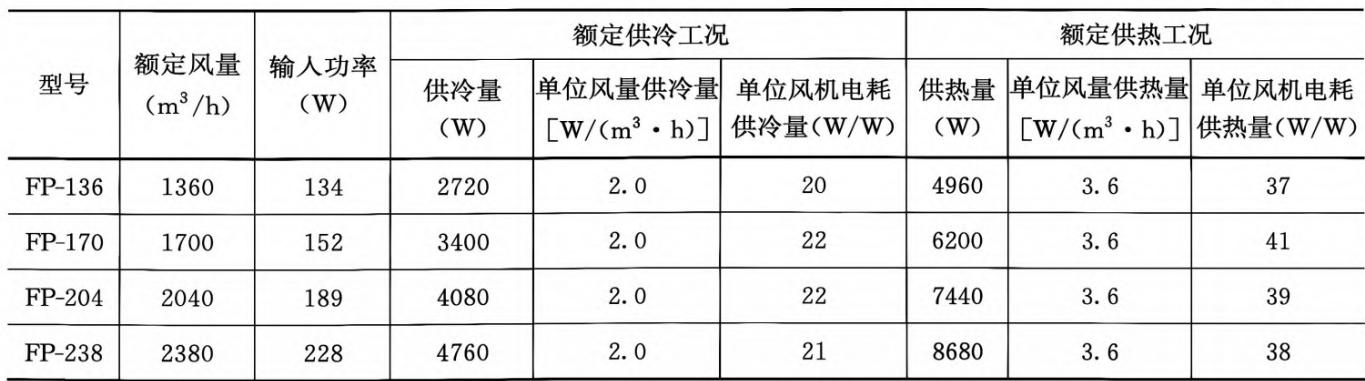 型号 额定风量(m³/h) 输入功率(W) 额定供冷工况 额定供热工况
供冷量(W) 单位风量供冷量[W/(m³・h)] 单位风机电耗供冷量(W/W) 供热量(W) 单位风量供热量[W/(m³・h)] 单位风机电耗供热量(W/W)
FP-136 1360 134 2720 2.0 20 4960 3.6 37
FP-170 1700 152 3400 2.0 22 6200 3.6 41
FP-204 2040 189 4080 2.0 22 7440 3.6 39
FP-238 2380 228 4760 2.0 21 8680 3.6 38